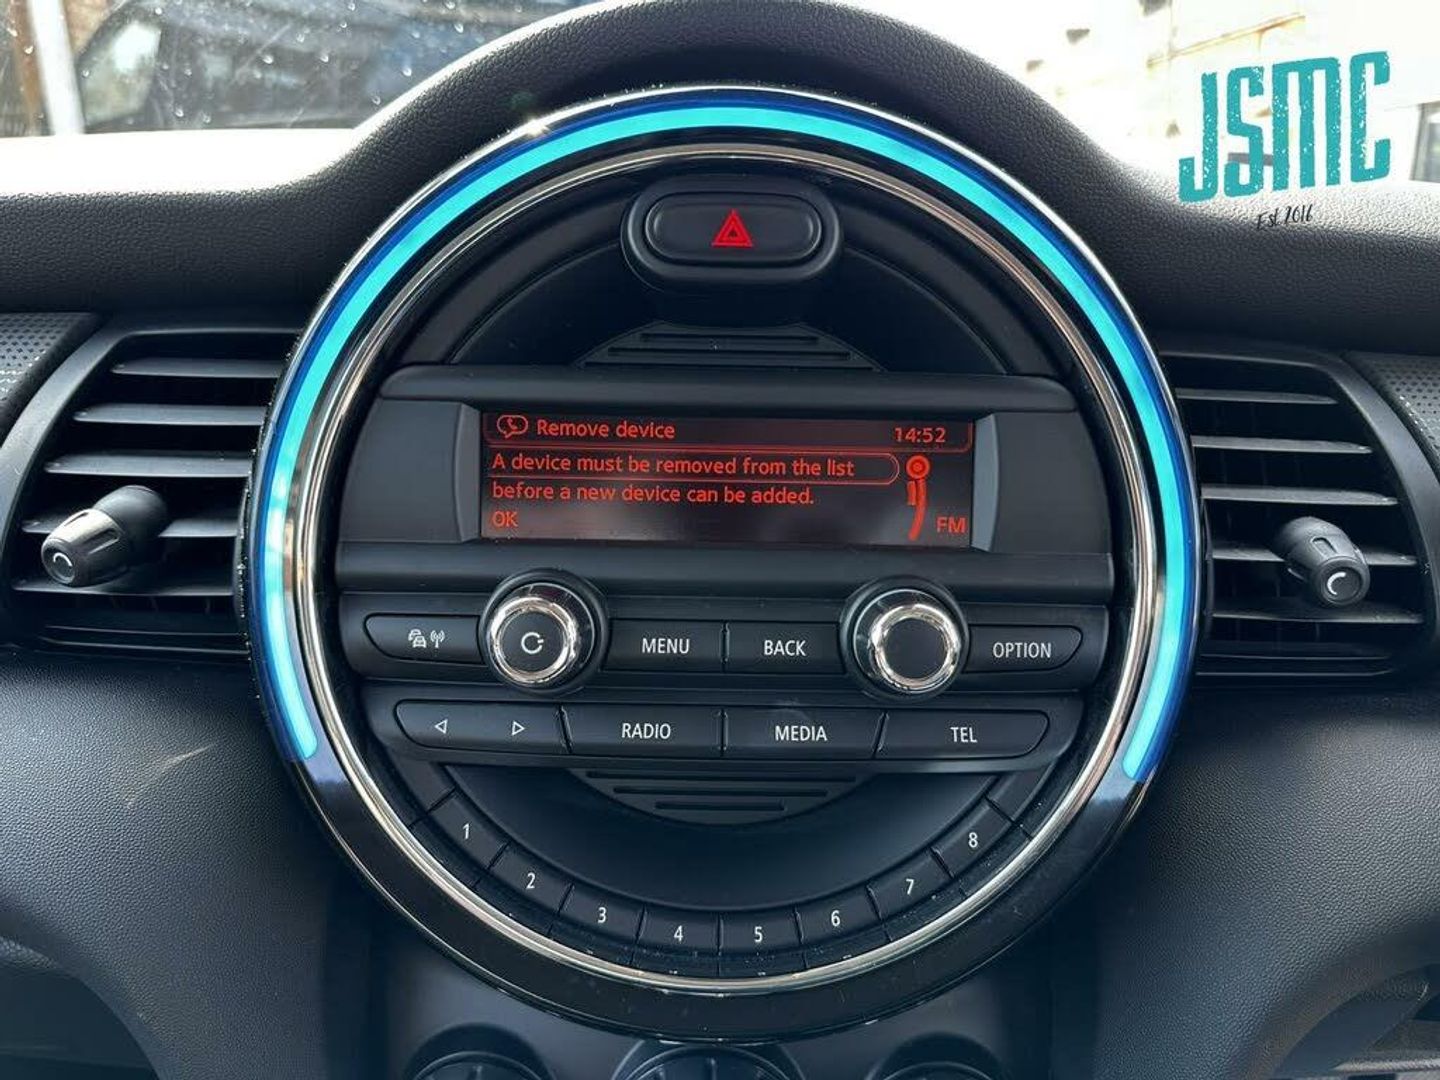 JSMC
Est 2016
Remove device 14:52
A device must be removed from the list
before a new device can be added.
OK
FM
MENU
BACK
OPTION
RADIO
MEDIA
TEL
1
2
3
4
5
6
7
8